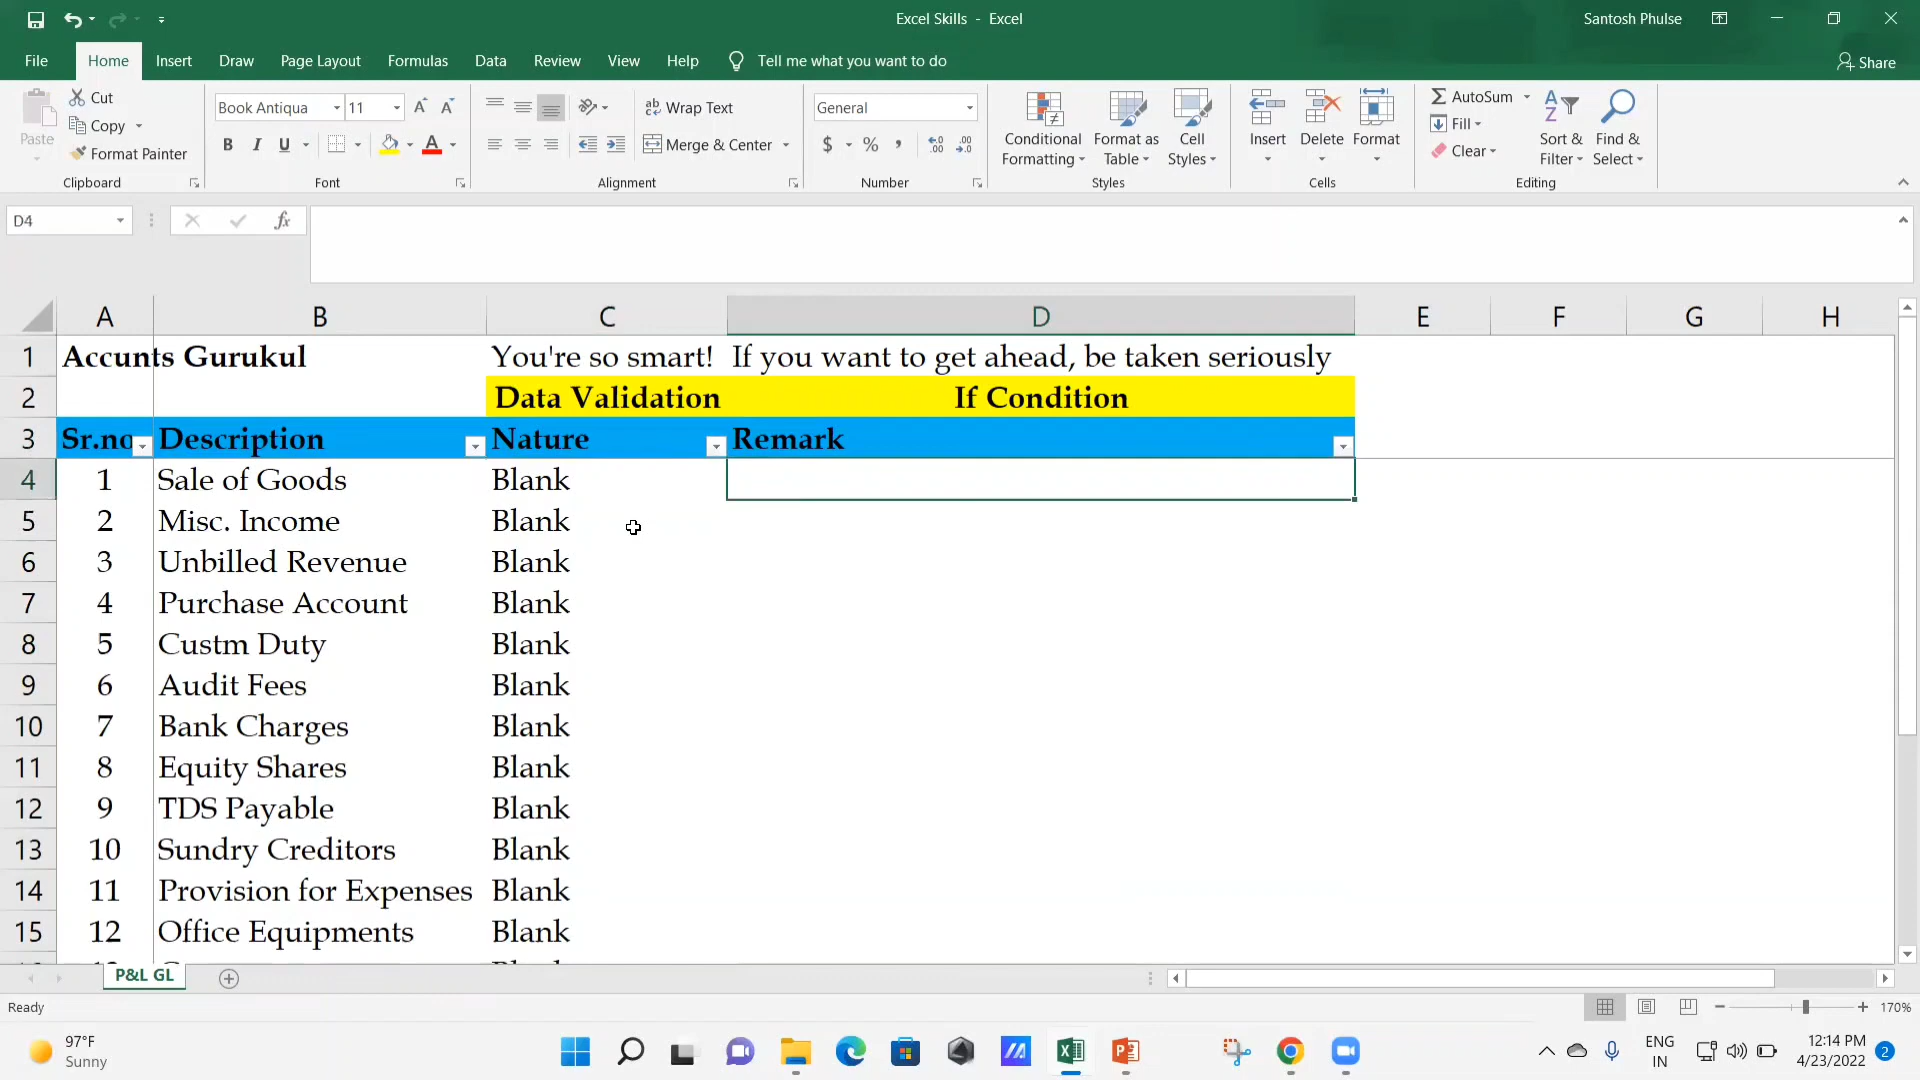 Excel Skills - Excel
Santosh Phulse
File Home Insert Draw Page Layout Formulas Data Review View Help Tell me what you want to do
Share
Paste
Cut
Copy
Format Painter
Clipboard
Book Antiqua 11
B I U
Font
Wrap Text
Merge & Center
Alignment
General
$ % ,
Number
Conditional Formatting
Format as Table
Cell Styles
Styles
Insert Delete Format
Cells
AutoSum
Fill
Clear
Sort & Filter
Find & Select
Editing
D4
fx
A B C D E F G H
1 Accunts Gurukul You're so smart! If you want to get ahead, be taken seriously
2 Data Validation If Condition
3 Sr.no Description Nature Remark
4 1 Sale of Goods Blank
5 2 Misc. Income Blank
6 3 Unbilled Revenue Blank
7 4 Purchase Account Blank
8 5 Custm Duty Blank
9 6 Audit Fees Blank
10 7 Bank Charges Blank
11 8 Equity Shares Blank
12 9 TDS Payable Blank
13 10 Sundry Creditors Blank
14 11 Provision for Expenses Blank
15 12 Office Equipments Blank
P&L GL
Ready
170%
97°F
Sunny
ENG
IN
12:14 PM
4/23/2022
2